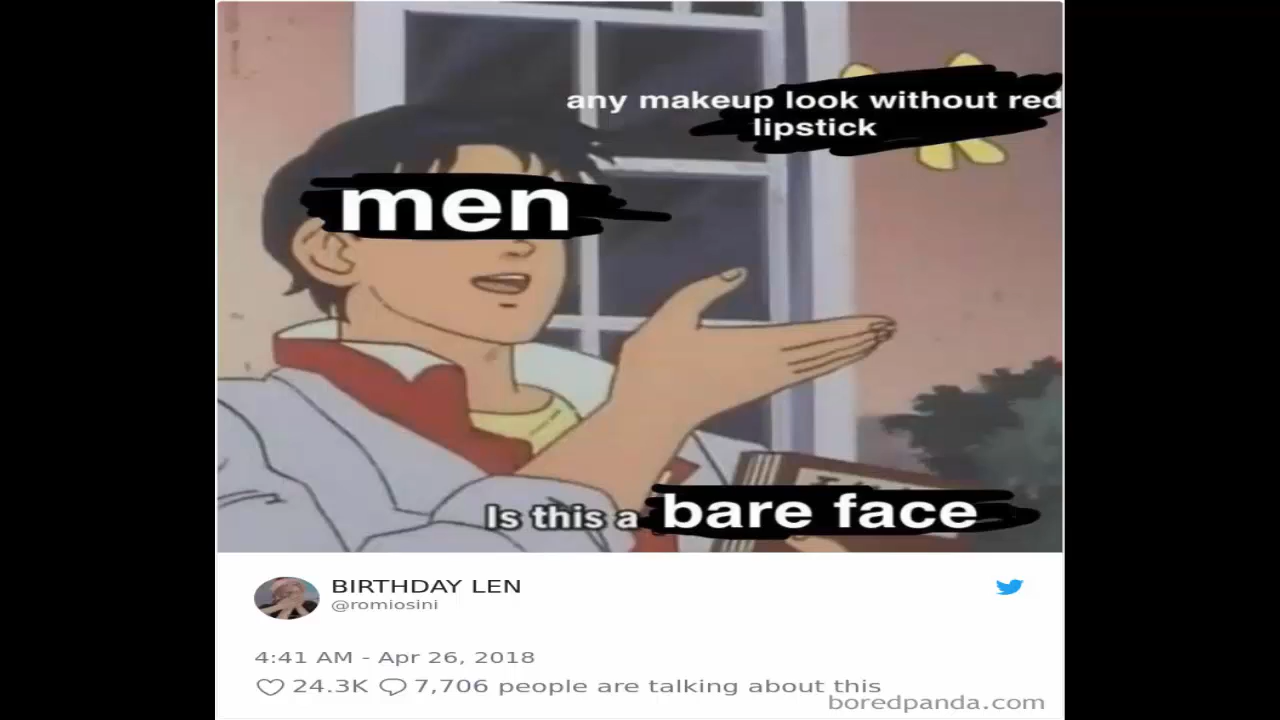 any makeup look without red
lipstick
men
Is this a bare face
BIRTHDAY LEN
@romiosini
4:41 AM - Apr 26, 2018
24.3K 7,706 people are talking about this
boredpanda.com